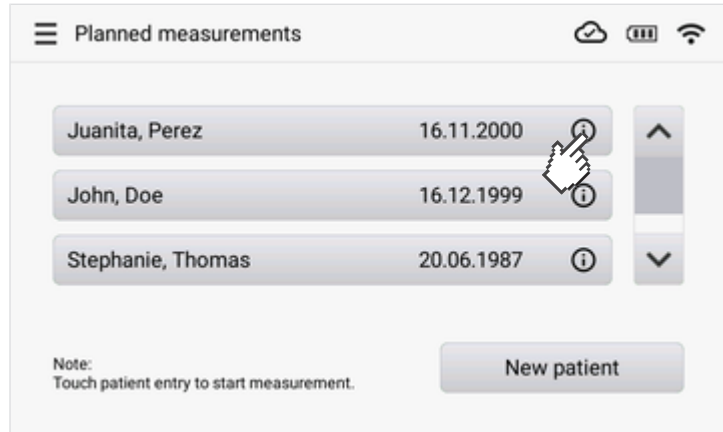 Planned measurements
Juanita, Perez 16.11.2000
John, Doe 16.12.1999
Stephanie, Thomas 20.06.1987
Note:
Touch patient entry to start measurement.
New patient